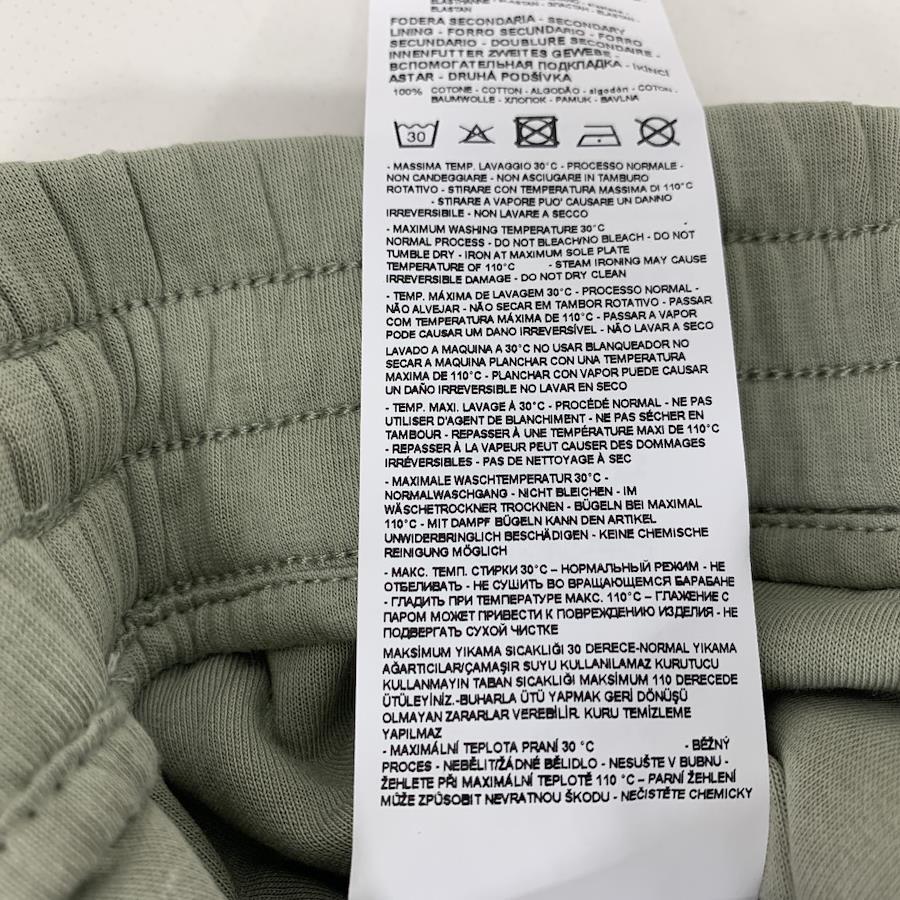 ELASTAN
FODERA SECONDARIA - SECONDARY
LINING - FORRO SECUNDARIO - FORRO
SECUNDARIO - DOUBLURE SECONDAIRE -
INNENFUTTER ZWEITES GEWEBE -
ВСПОМОГАТЕЛЬНАЯ ПОДКЛАДКА - İKİNCİ
ASTAR - DRUHÁ PODŠÍVKA
100% COTONE - COTTON - ALGODÃO - algodón - COTON -
BAUMWOLLE - ХЛОПОК - PAMUK - BAVLNA
30
- MASSIMA TEMP. LAVAGGIO 30°C - PROCESSO NORMALE -
NON CANDEGGIARE - NON ASCIUGARE IN TAMBURO
ROTATIVO - STIRARE CON TEMPERATURA MASSIMA DI 110°C
- STIRARE A VAPORE PUO' CAUSARE UN DANNO
IRREVERSIBILE - NON LAVARE A SECCO
- MAXIMUM WASHING TEMPERATURE 30°C
NORMAL PROCESS - DO NOT BLEACH/NO BLEACH - DO NOT
TUMBLE DRY - IRON AT MAXIMUM SOLE PLATE
TEMPERATURE OF 110°C - STEAM IRONING MAY CAUSE
IRREVERSIBLE DAMAGE - DO NOT DRY CLEAN
- TEMP. MÁXIMA DE LAVAGEM 30°C - PROCESSO NORMAL -
NÃO ALVEJAR - NÃO SECAR EM TAMBOR ROTATIVO - PASSAR
COM TEMPERATURA MÁXIMA DE 110°C - PASSAR A VAPOR
PODE CAUSAR UM DANO IRREVERSÍVEL - NÃO LAVAR A SECO
LAVADO A MAQUINA A 30°C NO USAR BLANQUEADOR NO
SECAR A MAQUINA PLANCHAR CON UNA TEMPERATURA
MAXIMA DE 110°C - PLANCHAR CON VAPOR PUEDE CAUSAR
UN DAÑO IRREVERSIBLE NO LAVAR EN SECO
- TEMP. MAXI. LAVAGE À 30°C - PROCÉDÉ NORMAL - NE PAS
UTILISER D'AGENT DE BLANCHIMENT - NE PAS SÉCHER EN
TAMBOUR - REPASSER À UNE TEMPÉRATURE MAXI DE 110°C
- REPASSER À LA VAPEUR PEUT CAUSER DES DOMMAGES
IRRÉVERSIBLES - PAS DE NETTOYAGE À SEC
- MAXIMALE WASCHTEMPERATUR 30°C -
NORMALWASCHGANG - NICHT BLEICHEN - IM
WÄSCHETROCKNER TROCKNEN - BÜGELN BEI MAXIMAL
110°C - MIT DAMPF BÜGELN KANN DEN ARTIKEL
UNWIDERBRINGLICH BESCHÄDIGEN - KEINE CHEMISCHE
REINIGUNG MÖGLICH
- МАКС. ТЕМП. СТИРКИ 30°C – НОРМАЛЬНЫЙ РЕЖИМ - НЕ
ОТБЕЛИВАТЬ - НЕ СУШИТЬ ВО ВРАЩАЮЩЕМСЯ БАРАБАНЕ
- ГЛАДИТЬ ПРИ ТЕМПЕРАТУРЕ МАКС. 110°C – ГЛАЖЕНИЕ С
ПАРОМ МОЖЕТ ПРИВЕСТИ К ПОВРЕЖДЕНИЮ ИЗДЕЛИЯ - НЕ
ПОДВЕРГАТЬ СУХОЙ ЧИСТКЕ
MAKSİMUM YIKAMA SICAKLIĞI 30 DERECE-NORMAL YIKAMA
AĞARTICILAR/ÇAMAŞIR SUYU KULLANILAMAZ KURUTUCU
KULLANMAYIN TABAN SICAKLIĞI MAKSİMUM 110 DERECEDE
ÜTÜLEYİNİZ.-BUHARLA ÜTÜ YAPMAK GERİ DÖNÜŞÜ
OLMAYAN ZARARLAR VEREBİLİR. KURU TEMİZLEME
YAPILMAZ
- MAXIMÁLNÍ TEPLOTA PRANÍ 30 °C - BĚŽNÝ
PROCES - NEBĚLIT/ŽÁDNÉ BĚLIDLO - NESUŠTE V BUBNU -
ŽEHLETE PŘI MAXIMÁLNÍ TEPLOTĚ 110 °C – PARNÍ ŽEHLENÍ
MŮŽE ZPŮSOBIT NEVRATNOU ŠKODU - NEČISTĚTE CHEMICKY